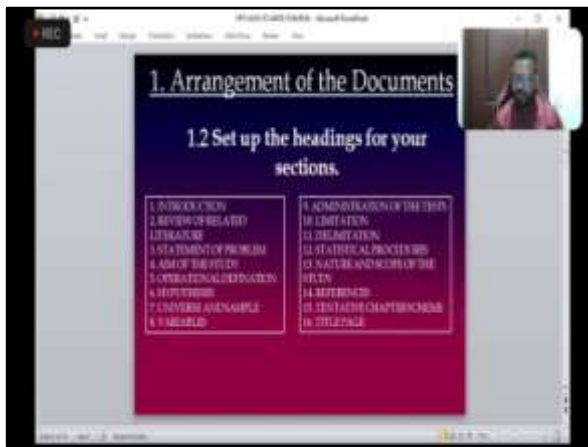 REC
1. Arrangement of the Documents
1.2 Set up the headings for your
sections.
1. INTRODUCTION
2. REVIEW OF RELATED
LITERATURE
3. STATEMENT OF PROBLEM
4. AIM OF THE STUDY
5. OPERATIONAL DEFINATION
6. HYPOTHESIS
7. UNIVERSE AND SAMPLE
8. VARIABLES
9. ADMINISTRATION OF THE TESTS
10. LIMITATION
11. DELIMITATION
12. STATISTICAL PROCEDURES
13. NATURE AND SCOPE OF THE
STUDY
14. REFERENCES
15. TENTATIVE CHAPTER SCHEME
16. TITLE PAGE